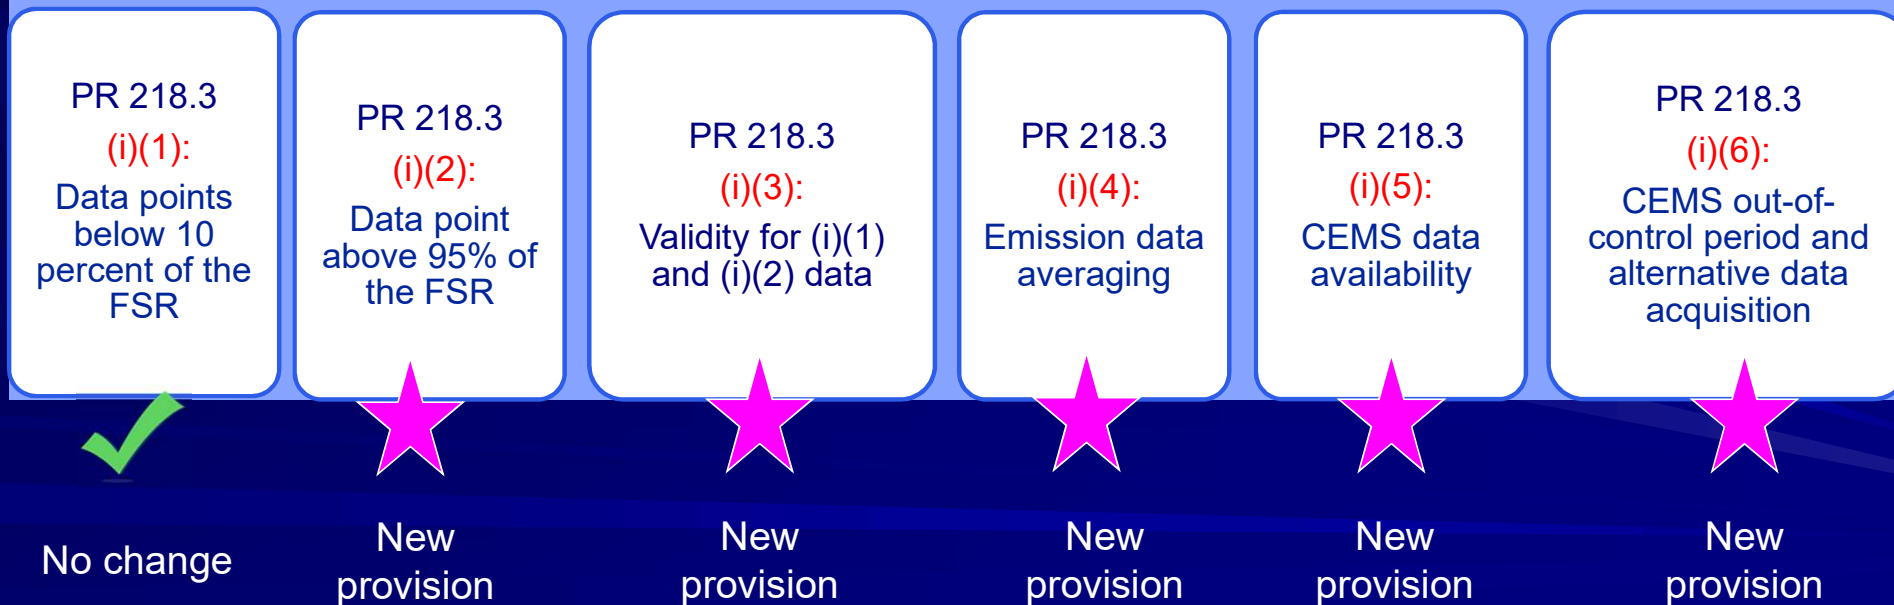 PR 218.3
(i)(1):
Data points
below 10
percent of the
FSR
PR 218.3
(i)(2):
Data point
above 95% of
the FSR
PR 218.3
(i)(3):
Validity for (i)(1)
and (i)(2) data
PR 218.3
(i)(4):
Emission data
averaging
PR 218.3
(i)(5):
CEMS data
availability
PR 218.3
(i)(6):
CEMS out-of-
control period and
alternative data
acquisition
No change
New
provision
New
provision
New
provision
New
provision
New
provision